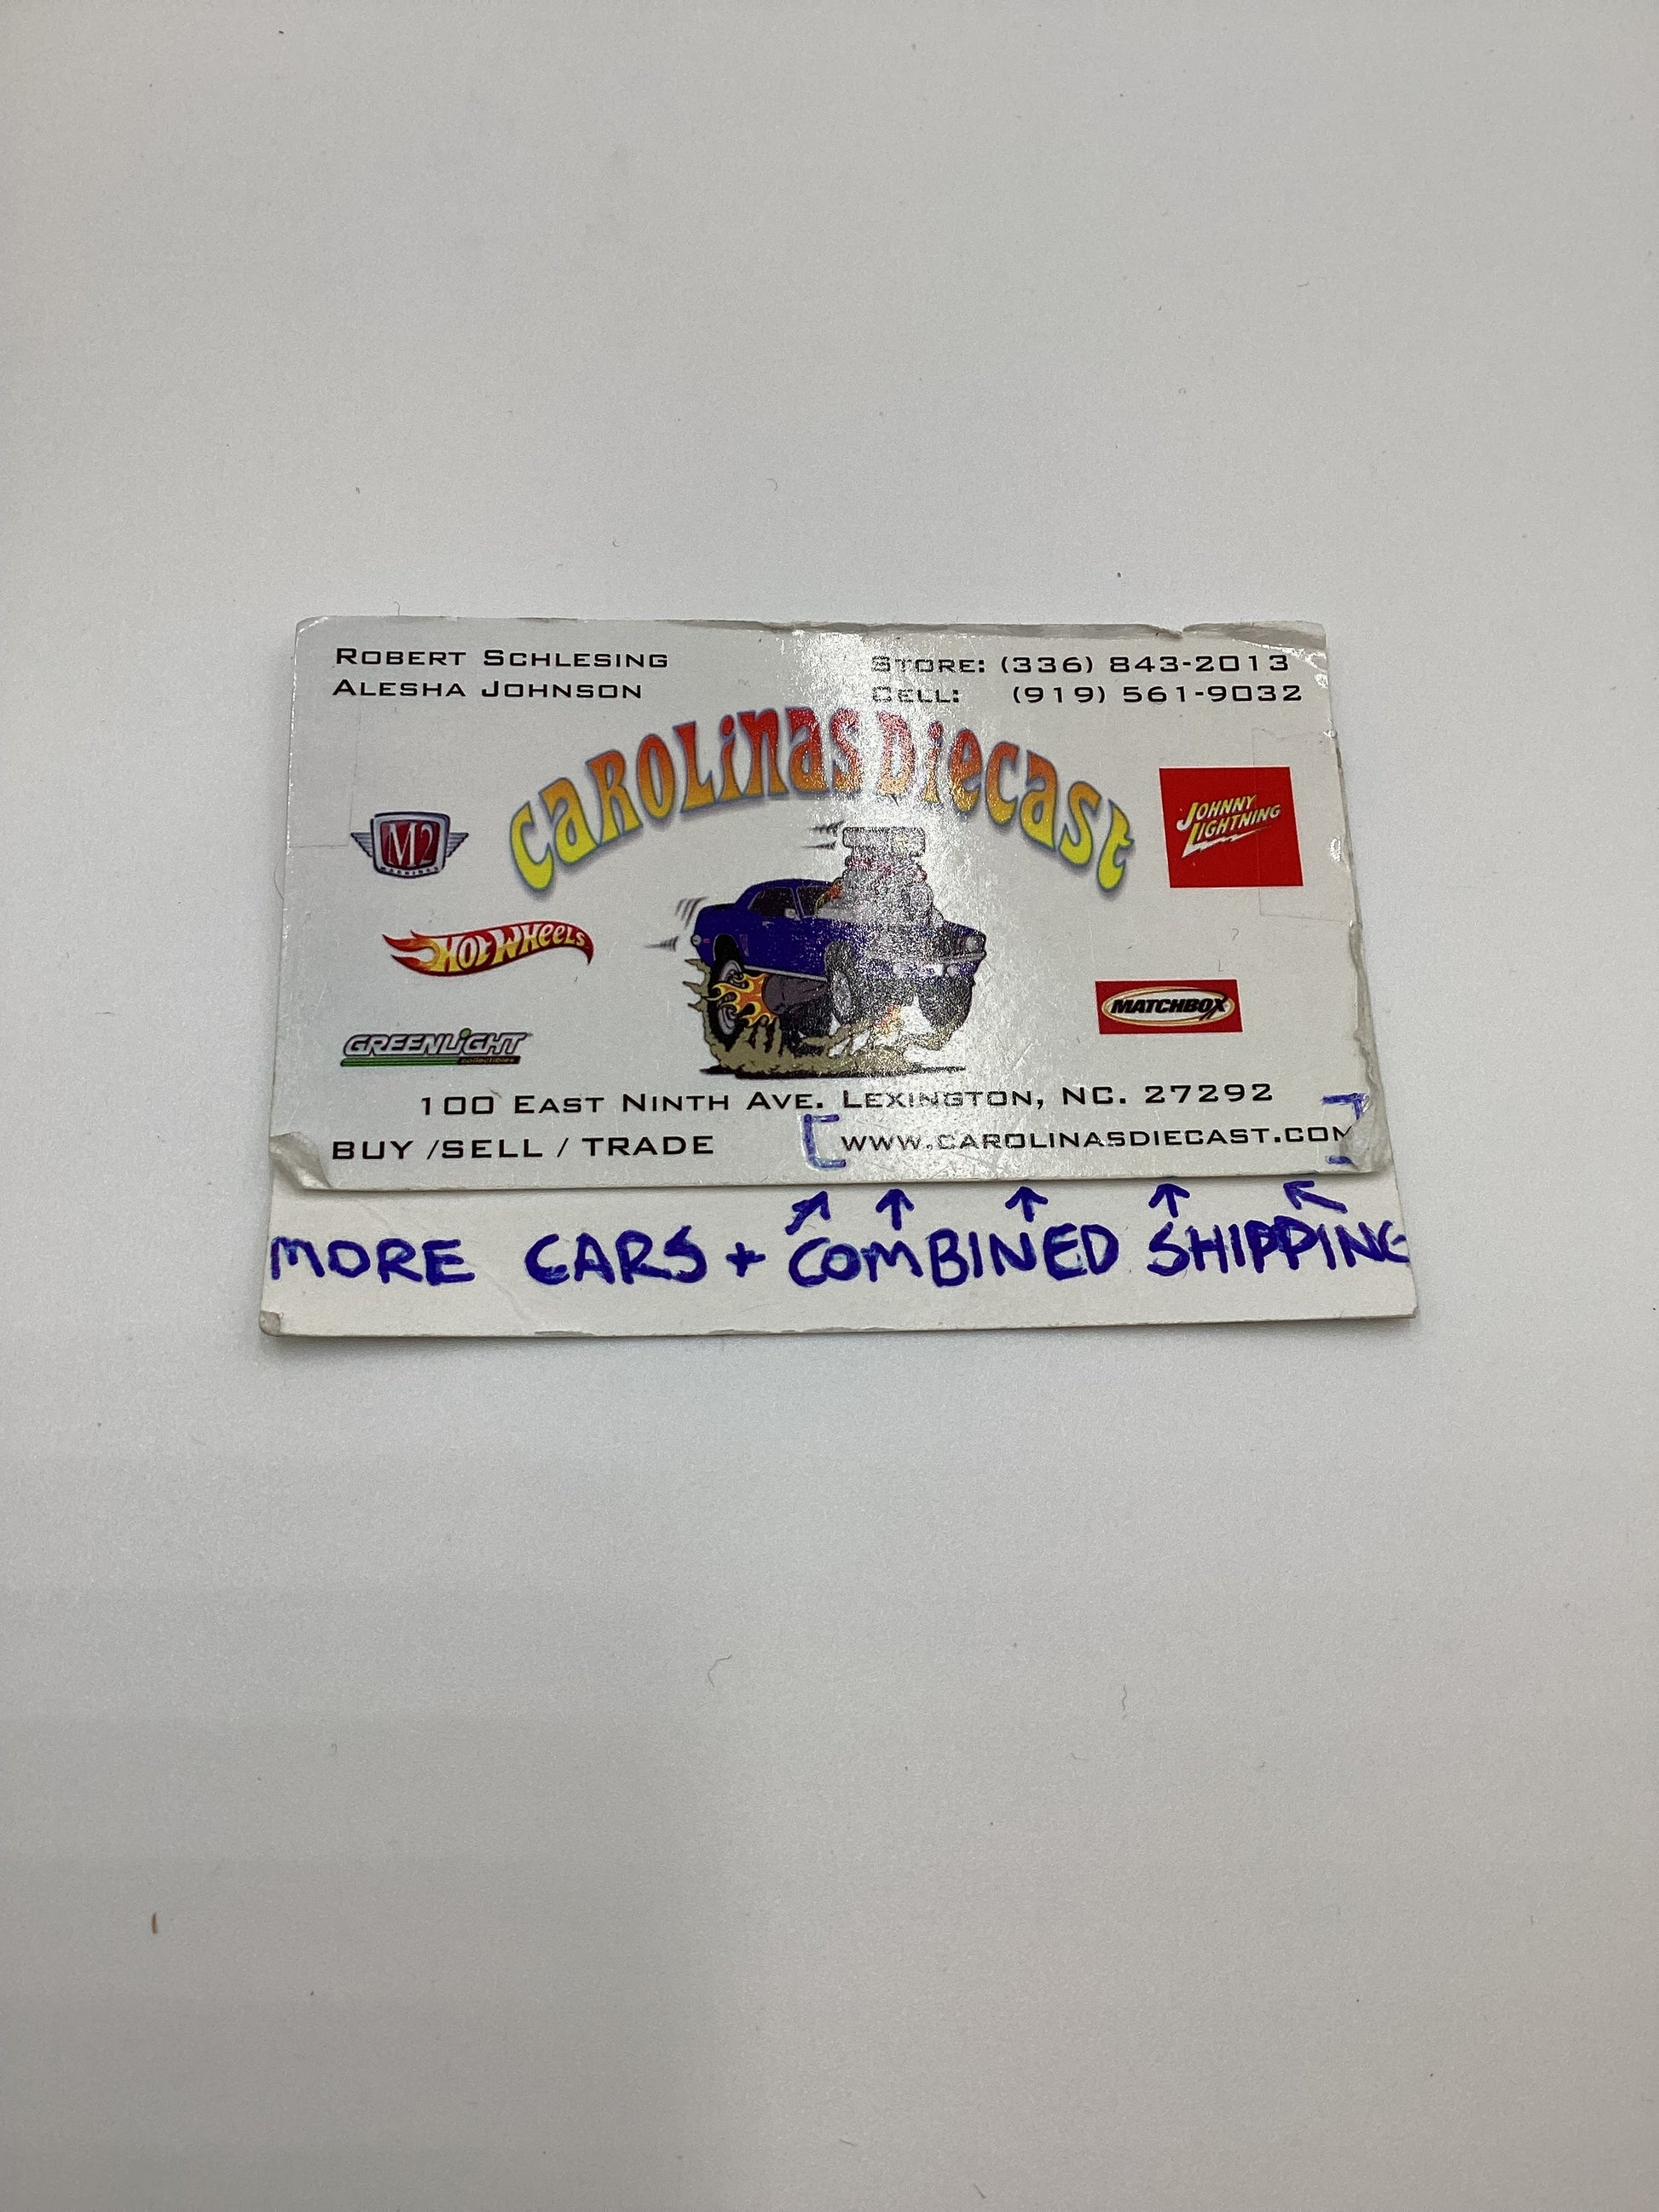 ROBERT SCHLESING
ALESHA JOHNSON
STORE: (336) 843-2013
CELL: (919) 561-9032
CAROLINAS DIECAST
M2
MACHINES
JOHNNY
LIGHTNING
HOT WHEELS
MATCHBOX
GREENLIGHT
collectibles
100 EAST NINTH AVE. LEXINGTON, NC. 27292
BUY /SELL / TRADE
[WWW.CAROLINASDIECAST.COM]
↗ ↑ ↑ ↑ ↖
MORE CARS + COMBINED SHIPPING